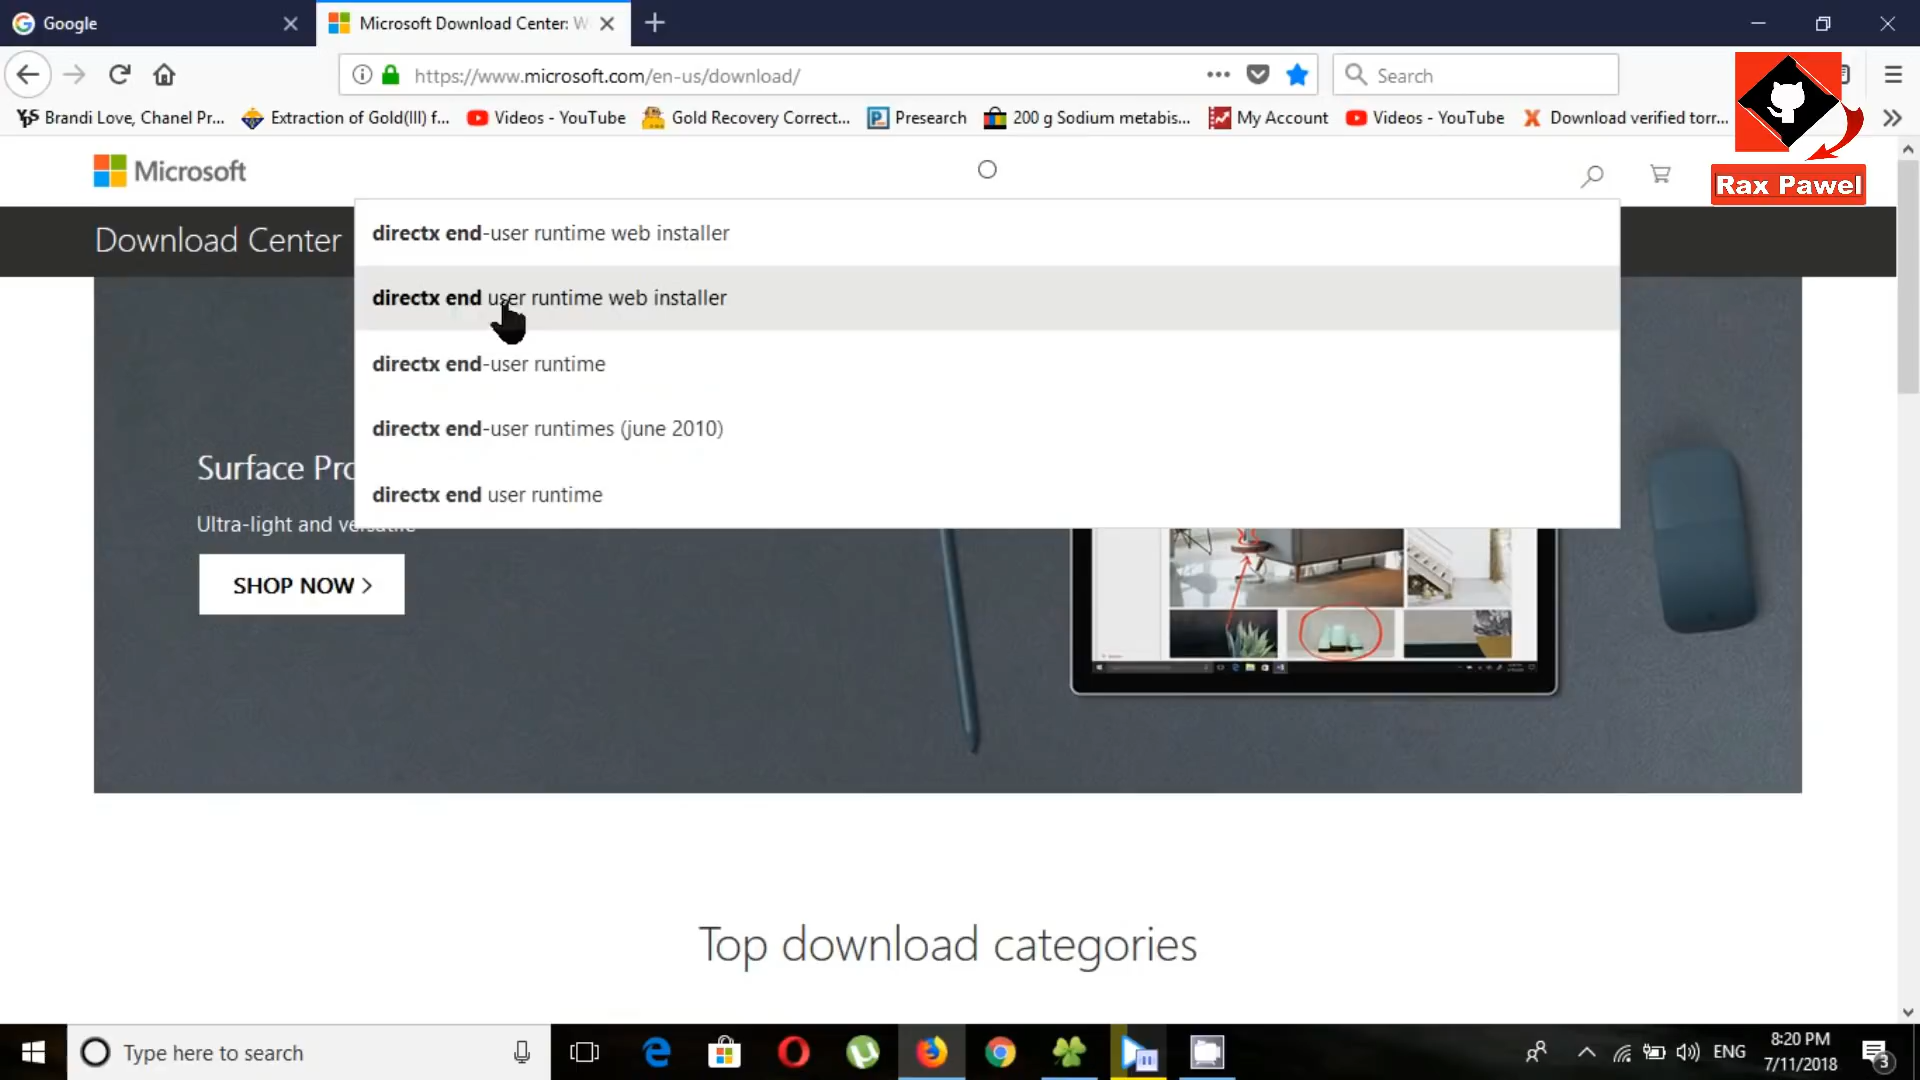 Google
Microsoft Download Center: W
https://www.microsoft.com/en-us/download/
Search
Brandi Love, Chanel Pr...
Extraction of Gold(III) f...
Videos - YouTube
Gold Recovery Correct...
Presearch
200 g Sodium metabis...
My Account
Videos - YouTube
Download verified torr...
Rax Pawel
Microsoft
Download Center
directx end-user runtime web installer
directx end user runtime web installer
directx end-user runtime
directx end-user runtimes (june 2010)
directx end user runtime
Surface Pro
Ultra-light and versatile
SHOP NOW >
Top download categories
Type here to search
ENG
8:20 PM
7/11/2018
3